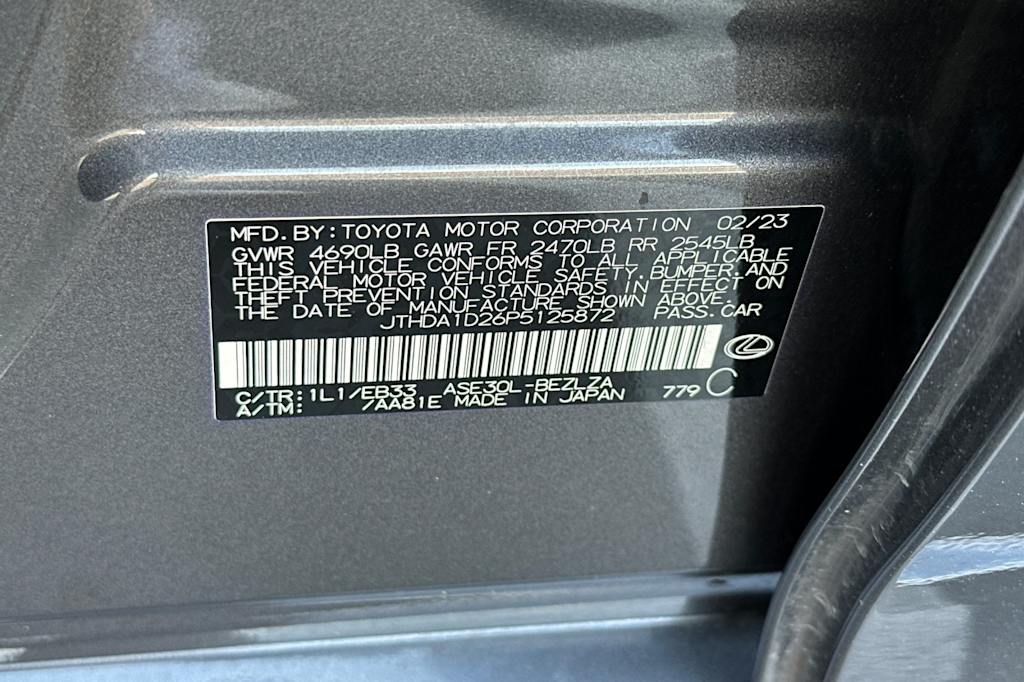 MFD. BY: TOYOTA MOTOR CORPORATION 02/23
GVWR 4690LB GAWR FR 2470LB RR 2545LB
THIS VEHICLE CONFORMS TO ALL APPLICABLE
FEDERAL MOTOR VEHICLE SAFETY, BUMPER, AND
THEFT PREVENTION STANDARDS IN EFFECT ON
THE DATE OF MANUFACTURE SHOWN ABOVE.
JTHDA1D26P5125872 PASS. CAR
C/TR: 1L1/EB33 ASE30L-BEZLZA
A/TM: /AA81E MADE IN JAPAN 779 C